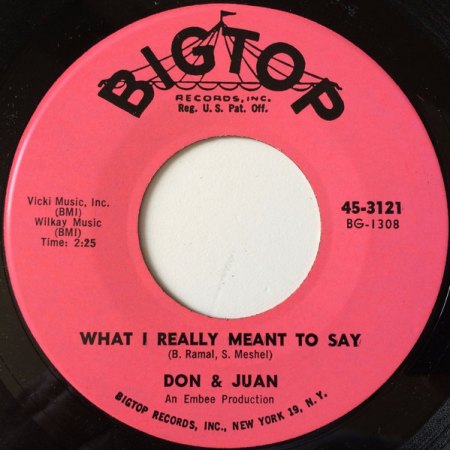 BIGTOP
RECORDS, INC.
Reg. U. S. Pat. Off.
Vicki Music, Inc.
(BMI)
Wilkay Music
(BMI)
Time: 2:25
45-3121
BG-1308
WHAT I REALLY MEANT TO SAY
(B. Ramal, S. Meshel)
DON & JUAN
An Embee Production
BIGTOP RECORDS, INC., NEW YORK 19, N. Y.